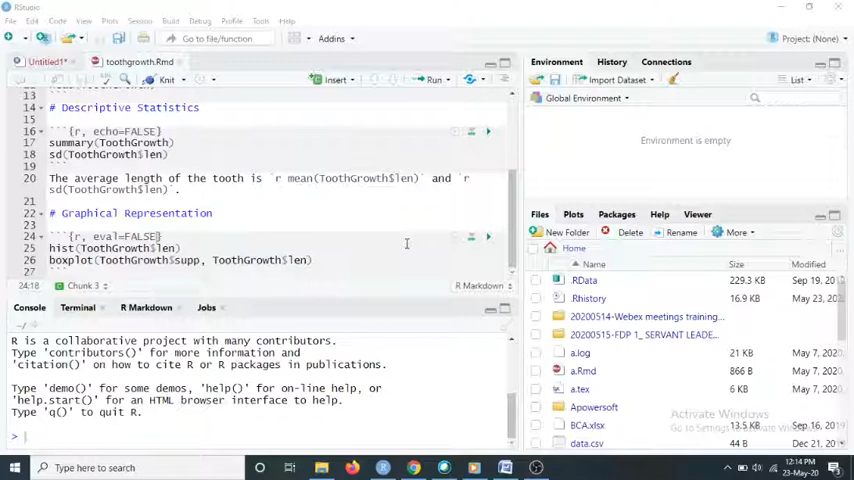 RStudio
File Edit Code View Plots Session Build Debug Profile Tools Help
Go to file/function Addins Project: (None)
Untitled1* toothgrowth.Rmd
Knit Insert Run
13
14 # Descriptive Statistics
15
16 ```{r, echo=FALSE}
17 summary(ToothGrowth)
18 sd(ToothGrowth$len)
19 ```
20 The average length of the tooth is `r mean(ToothGrowth$len)` and `r
sd(ToothGrowth$len)`.
21
22 # Graphical Representation
23
24 ```{r, eval=FALSE}
25 hist(ToothGrowth$len)
26 boxplot(ToothGrowth$supp, ToothGrowth$len)
27 ```
24:18 Chunk 3 R Markdown
Console Terminal R Markdown Jobs
~/
R is a collaborative project with many contributors.
Type 'contributors()' for more information and
'citation()' on how to cite R or R packages in publications.
Type 'demo()' for some demos, 'help()' for on-line help, or
'help.start()' for an HTML browser interface to help.
Type 'q()' to quit R.
>
Environment History Connections
Import Dataset List
Global Environment
Environment is empty
Files Plots Packages Help Viewer
New Folder Delete Rename More
Home
Name Size Modified
.RData 229.3 KB Sep 19, 2019
.Rhistory 16.9 KB May 23, 2020
20200514-Webex meetings training...
20200515-FDP 1_ SERVANT LEADE...
a.log 21 KB May 7, 2020,
a.Rmd 866 B May 7, 2020,
a.tex 6 KB May 7, 2020,
Apowersoft
BCA.xlsx 13.5 KB Sep 16, 2019
data.csv 44 B Dec 21, 2019
Activate Windows
Go to Settings to activate Windows.
Type here to search
12:14 PM
23-May-20